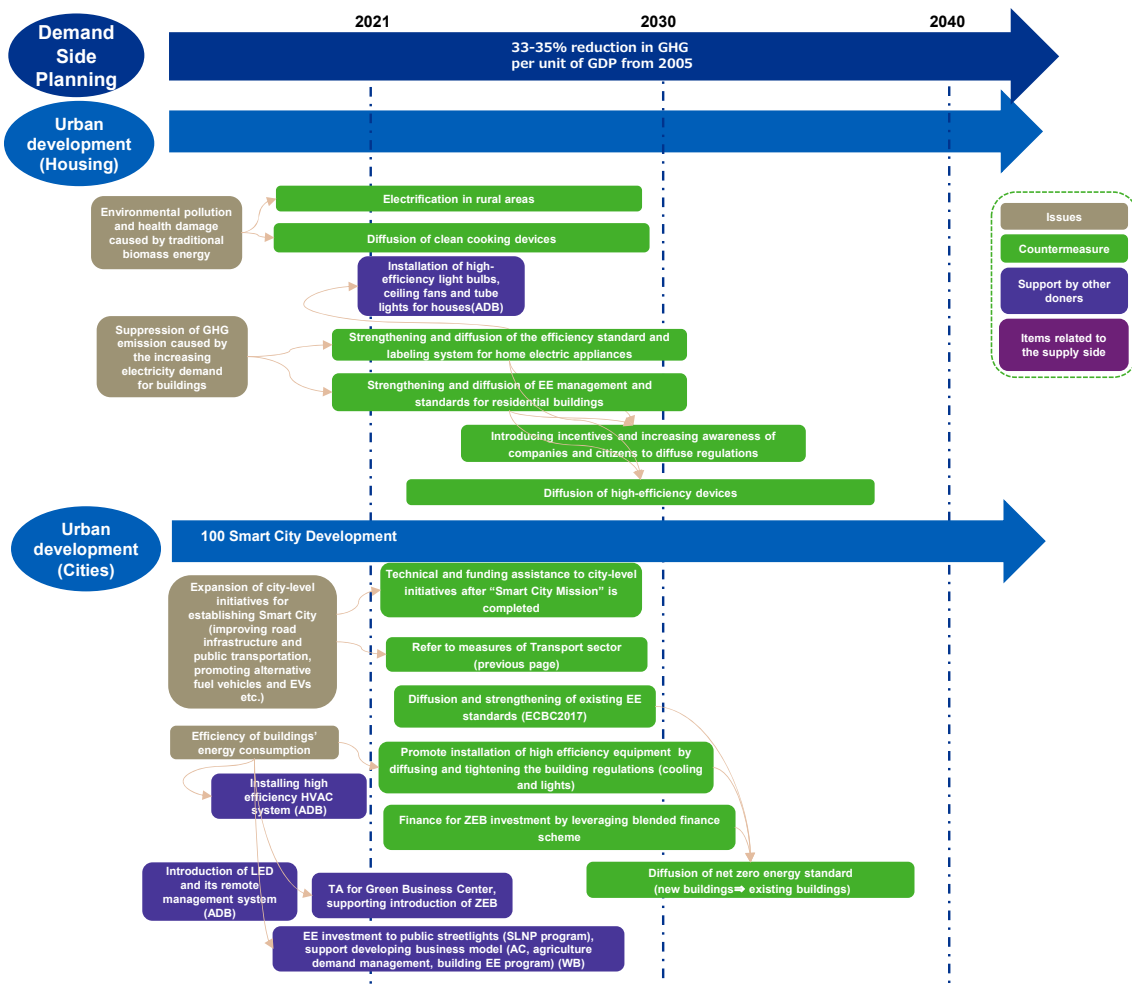 2021
2030
2040
Demand
Side
Planning
33-35% reduction in GHG
per unit of GDP from 2005
Urban
development
(Housing)
Environmental pollution
and health damage
caused by traditional
biomass energy
Electrification in rural areas
Diffusion of clean cooking devices
Installation of high-
efficiency light bulbs,
ceiling fans and tube
lights for houses(ADB)
Issues
Countermeasure
Support by other
doners
Items related to
the supply side
Suppression of GHG
emission caused by
the increasing
electricity demand
for buildings
Strengthening and diffusion of the efficiency standard and
labeling system for home electric appliances
Strengthening and diffusion of EE management and
standards for residential buildings
Introducing incentives and increasing awareness of
companies and citizens to diffuse regulations
Diffusion of high-efficiency devices
Urban
development
(Cities)
100 Smart City Development
Expansion of city-level
initiatives for
establishing Smart City
(improving road
infrastructure and
public transportation,
promoting alternative
fuel vehicles and EVs
etc.)
Technical and funding assistance to city-level
initiatives after “Smart City Mission” is
completed
Refer to measures of Transport sector
(previous page)
Diffusion and strengthening of existing EE
standards (ECBC2017)
Efficiency of buildings’
energy consumption
Promote installation of high efficiency equipment by
diffusing and tightening the building regulations (cooling
and lights)
Installing high
efficiency HVAC
system (ADB)
Finance for ZEB investment by leveraging blended finance
scheme
Introduction of LED
and its remote
management system
(ADB)
TA for Green Business Center,
supporting introduction of ZEB
Diffusion of net zero energy standard
(new buildings⇒ existing buildings)
EE investment to public streetlights (SLNP program),
support developing business model (AC, agriculture
demand management, building EE program) (WB)